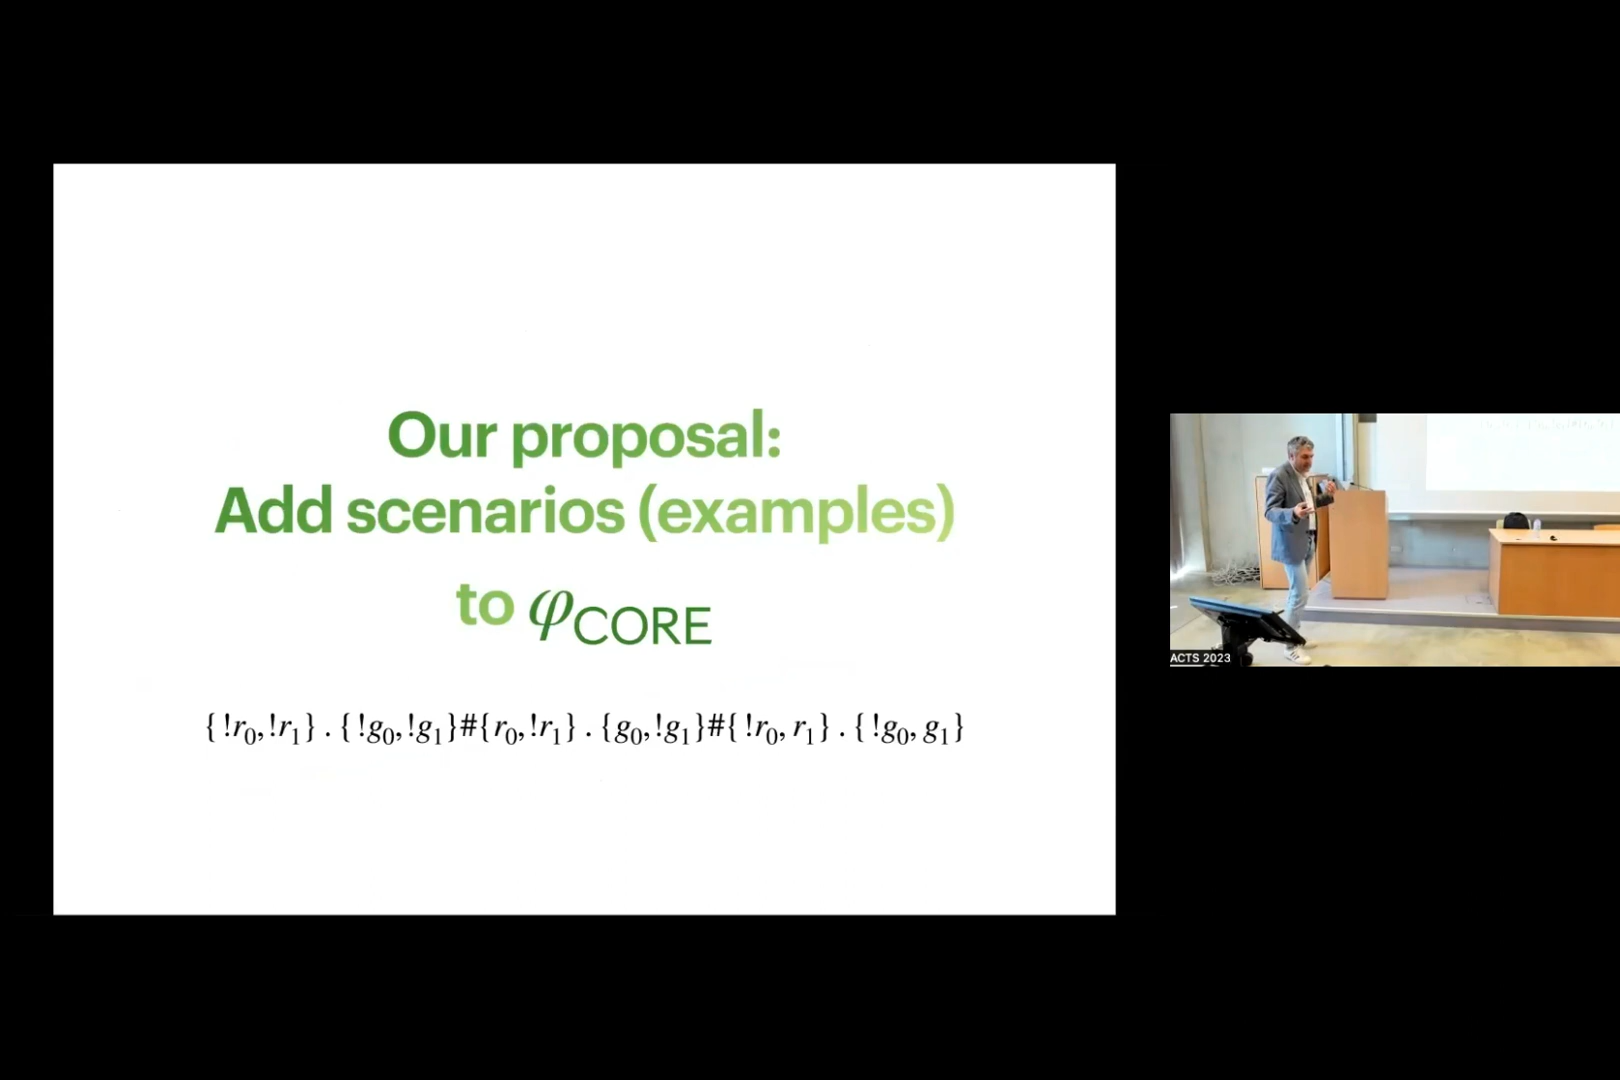 Our proposal:
Add scenarios (examples)
to φCORE
{!r₀,!r₁} . {!g₀,!g₁}#{r₀,!r₁} . {g₀,!g₁}#{!r₀, r₁} . {!g₀, g₁}
ACTS 2023